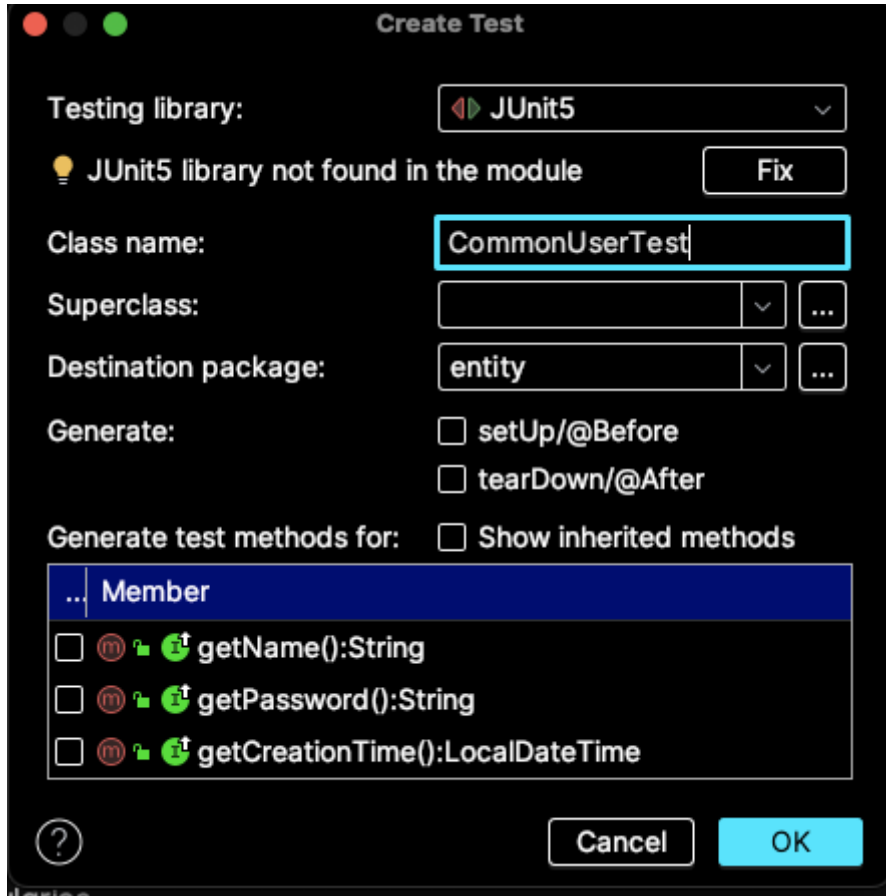 Create Test
Testing library: JUnit5
JUnit5 library not found in the module Fix
Class name: CommonUserTest
Superclass: ...
Destination package: entity ...
Generate: setUp/@Before
tearDown/@After
Generate test methods for: Show inherited methods
... Member
m I getName():String
m I getPassword():String
m I getCreationTime():LocalDateTime
? Cancel OK